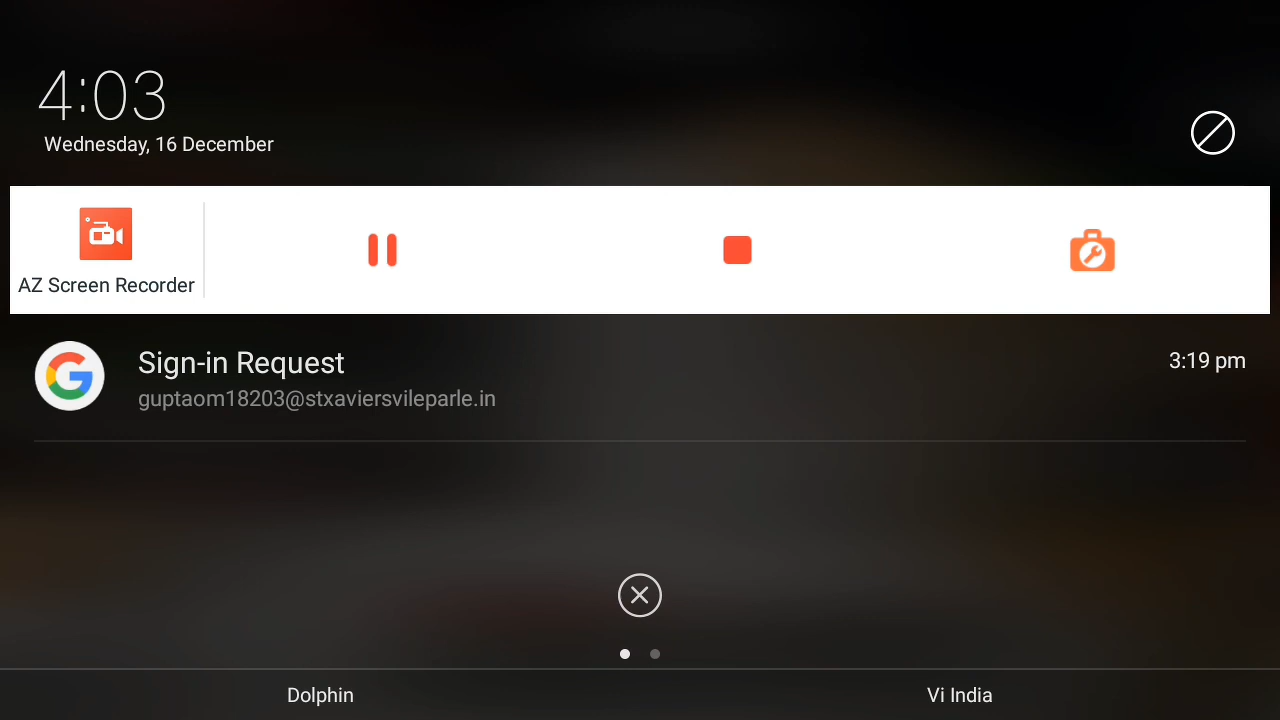 4:03
Wednesday, 16 December
AZ Screen Recorder
Sign-in Request
3:19 pm
guptaom18203@stxaviersvileparle.in
Dolphin
Vi India